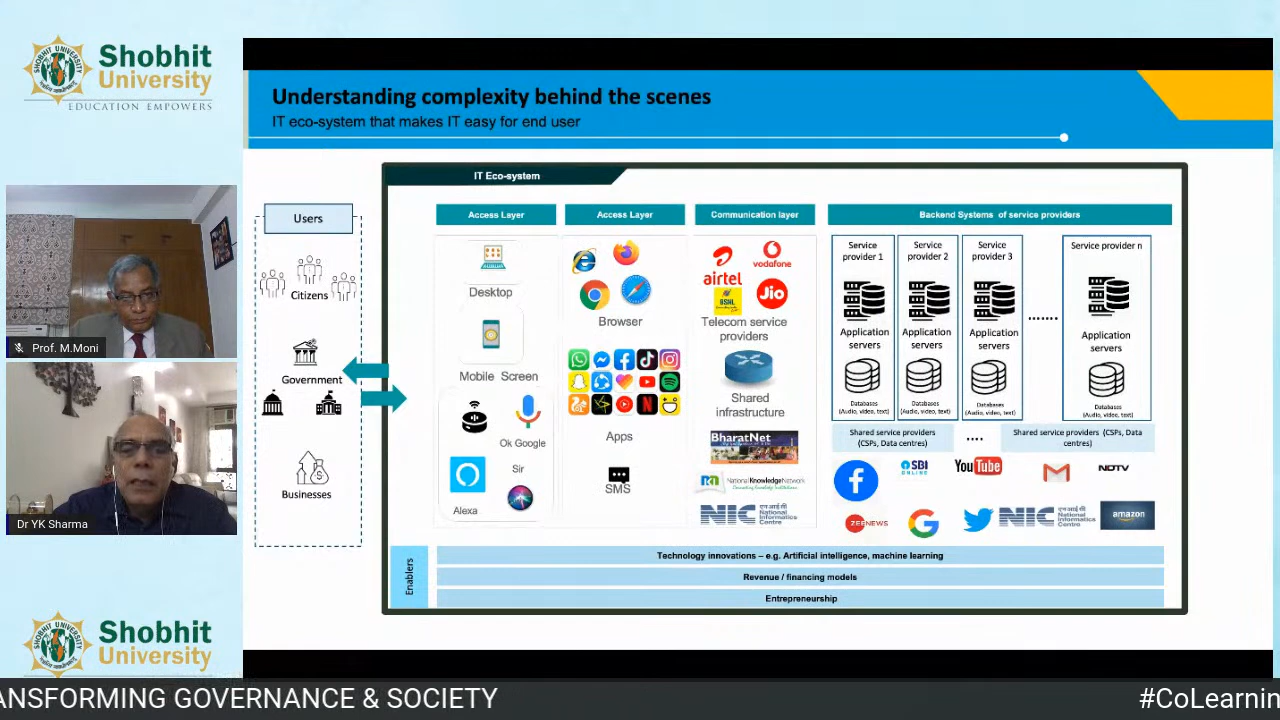 Shobhit
University
EDUCATION EMPOWERS
SHOBHIT UNIVERSITY
Prof. M.Moni
Dr YK Sharma
Shobhit
University
Understanding complexity behind the scenes
IT eco-system that makes IT easy for end user
IT Eco-system
Users
Citizens
Government
Businesses
Access Layer
Desktop
Mobile Screen
Ok Google
Sir
Alexa
Access Layer
Browser
Apps
SMS
Communication layer
airtel
vodafone
BSNL
Jio
Telecom service
providers
Shared
infrastructure
BharatNet
National Knowledge Network
NIC National
Informatics
Centre
Backend Systems of service providers
Service
provider 1
Application
servers
Databases
(Audio, video, text)
Service
provider 2
Application
servers
Databases
(Audio, video, text)
Service
provider 3
Application
servers
Databases
(Audio, video, text)
.......
Service provider n
Application
servers
Databases
(Audio, video, text)
Shared service providers
(CSPs, Data centres)
....
Shared service providers (CSPs, Data
centres)
SBI
ONLINE
YouTube
NDTV
ZEENEWS
NIC National
Informatics
Centre
amazon
Enablers
Technology innovations – e.g. Artificial intelligence, machine learning
Revenue / financing models
Entrepreneurship
ANSFORMING GOVERNANCE & SOCIETY
#CoLearnin